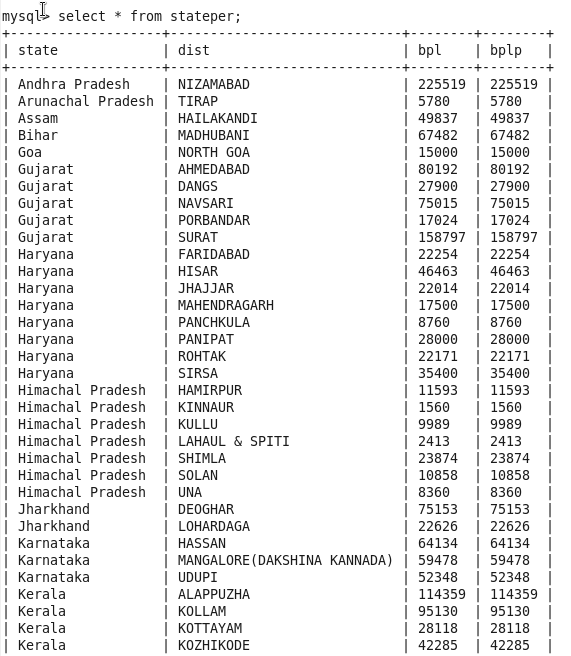 mysql> select * from stateper;
+-------------------+------------------------------+--------+--------+
| state             | dist                         | bpl    | bplp   |
+-------------------+------------------------------+--------+--------+
| Andhra Pradesh    | NIZAMABAD                    | 225519 | 225519 |
| Arunachal Pradesh | TIRAP                        | 5780   | 5780   |
| Assam             | HAILAKANDI                   | 49837  | 49837  |
| Bihar             | MADHUBANI                    | 67482  | 67482  |
| Goa               | NORTH GOA                    | 15000  | 15000  |
| Gujarat           | AHMEDABAD                    | 80192  | 80192  |
| Gujarat           | DANGS                        | 27900  | 27900  |
| Gujarat           | NAVSARI                      | 75015  | 75015  |
| Gujarat           | PORBANDAR                    | 17024  | 17024  |
| Gujarat           | SURAT                        | 158797 | 158797 |
| Haryana           | FARIDABAD                    | 22254  | 22254  |
| Haryana           | HISAR                        | 46463  | 46463  |
| Haryana           | JHAJJAR                      | 22014  | 22014  |
| Haryana           | MAHENDRAGARH                 | 17500  | 17500  |
| Haryana           | PANCHKULA                    | 8760   | 8760   |
| Haryana           | PANIPAT                      | 28000  | 28000  |
| Haryana           | ROHTAK                       | 22171  | 22171  |
| Haryana           | SIRSA                        | 35400  | 35400  |
| Himachal Pradesh  | HAMIRPUR                     | 11593  | 11593  |
| Himachal Pradesh  | KINNAUR                      | 1560   | 1560   |
| Himachal Pradesh  | KULLU                        | 9989   | 9989   |
| Himachal Pradesh  | LAHAUL & SPITI               | 2413   | 2413   |
| Himachal Pradesh  | SHIMLA                       | 23874  | 23874  |
| Himachal Pradesh  | SOLAN                        | 10858  | 10858  |
| Himachal Pradesh  | UNA                          | 8360   | 8360   |
| Jharkhand         | DEOGHAR                      | 75153  | 75153  |
| Jharkhand         | LOHARDAGA                    | 22626  | 22626  |
| Karnataka         | HASSAN                       | 64134  | 64134  |
| Karnataka         | MANGALORE(DAKSHINA KANNADA)  | 59478  | 59478  |
| Karnataka         | UDUPI                        | 52348  | 52348  |
| Kerala            | ALAPPUZHA                    | 114359 | 114359 |
| Kerala            | KOLLAM                       | 95130  | 95130  |
| Kerala            | KOTTAYAM                     | 28118  | 28118  |
| Kerala            | KOZHIKODE                    | 42285  | 42285  |